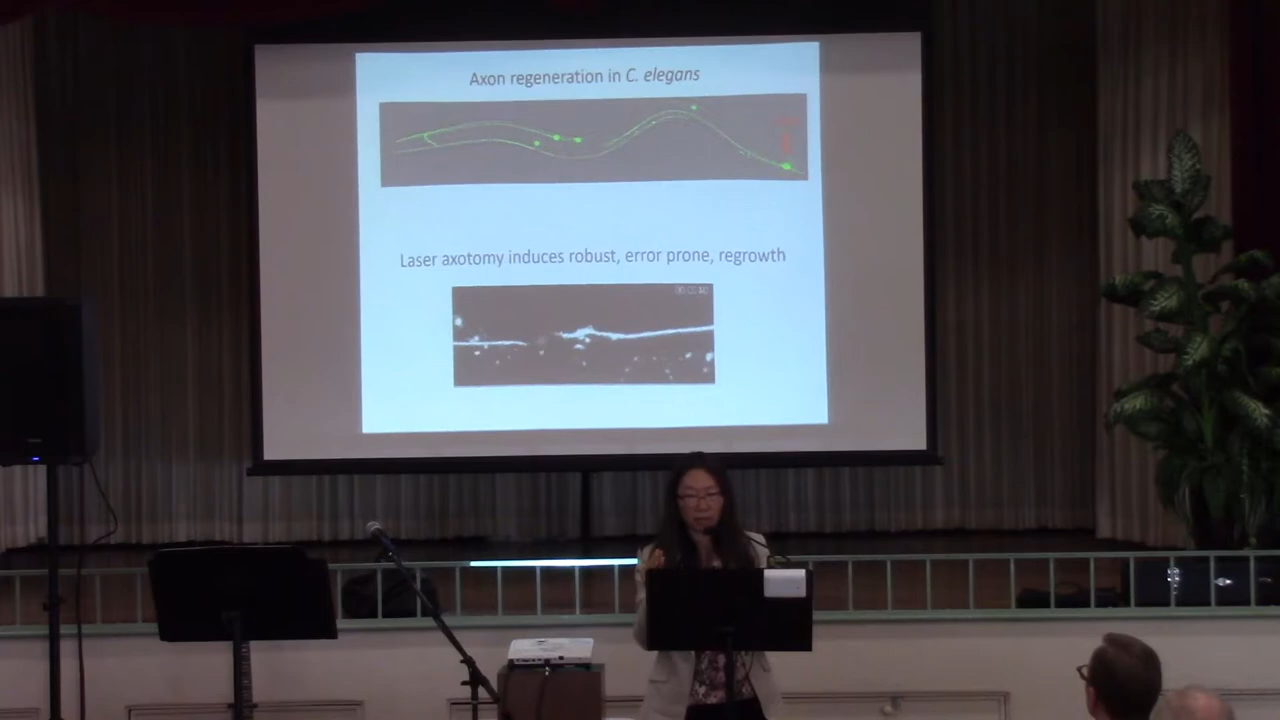 Axon regeneration in C. elegans
Laser axotomy induces robust, error prone, regrowth